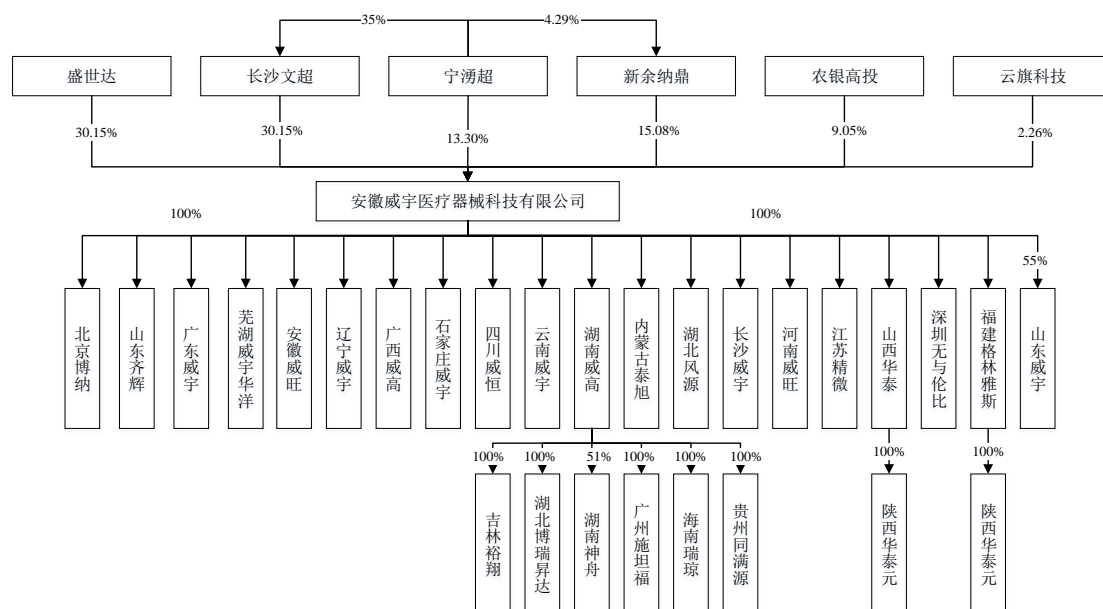 35%
4.29%
盛世达
长沙文超
宁湧超
新余纳鼎
农银高投
云旗科技
30.15%
30.15%
13.30%
15.08%
9.05%
2.26%
安徽威宇医疗器械科技有限公司
100%
100%
55%
北京博纳
山东齐辉
广东威宇
芜湖威宇华洋
安徽威旺
辽宁威宇
广西威高
石家庄威宇
四川威恒
云南威宇
湖南威高
内蒙古泰旭
湖北风源
长沙威宇
河南威旺
江苏精微
山西华泰
深圳无与伦比
福建格林雅斯
山东威宇
100%
100%
51%
100%
100%
100%
100%
100%
吉林裕翔
湖北博瑞昇达
湖南神舟
广州施坦福
海南瑞琼
贵州同满源
陕西华泰元
陕西华泰元